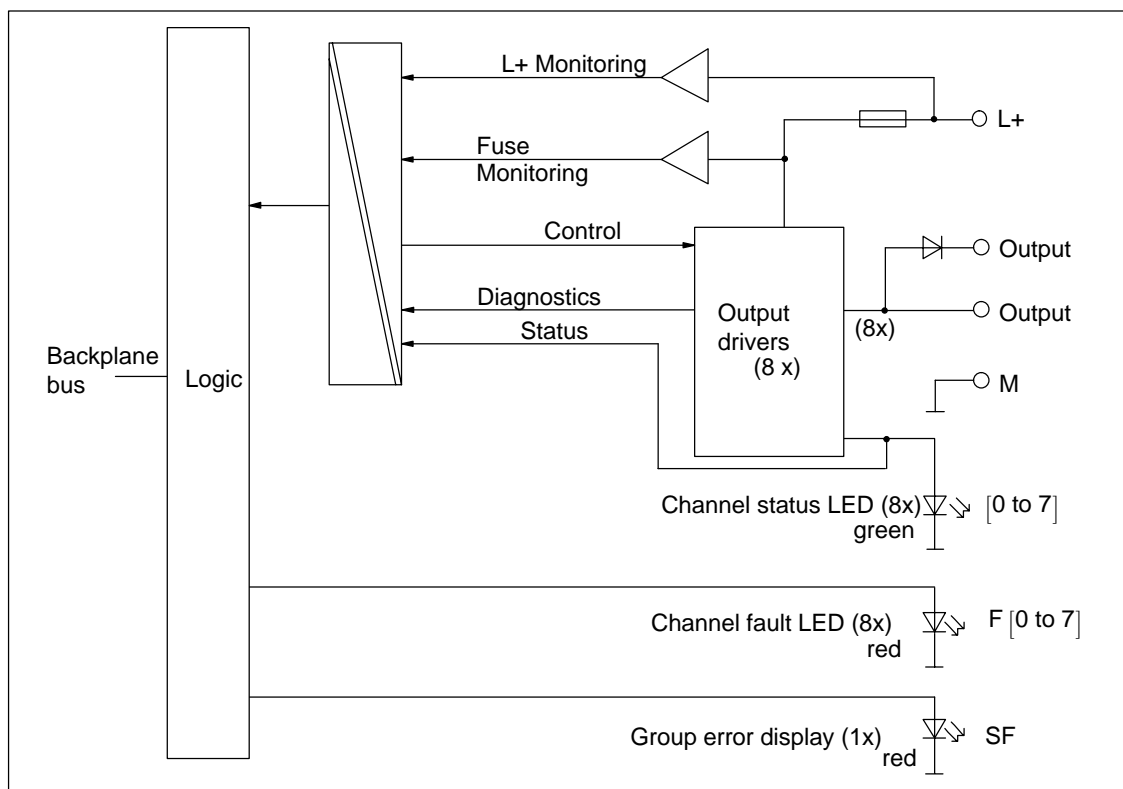 L+ Monitoring
L+
Fuse
Monitoring
Control
Output
Diagnostics
Output
drivers
(8 x)
(8x)
Output
Status
Backplane
bus
Logic
M
Channel status LED (8x)
green
[0 to 7]
Channel fault LED (8x)
red
F [0 to 7]
Group error display (1x)
red
SF